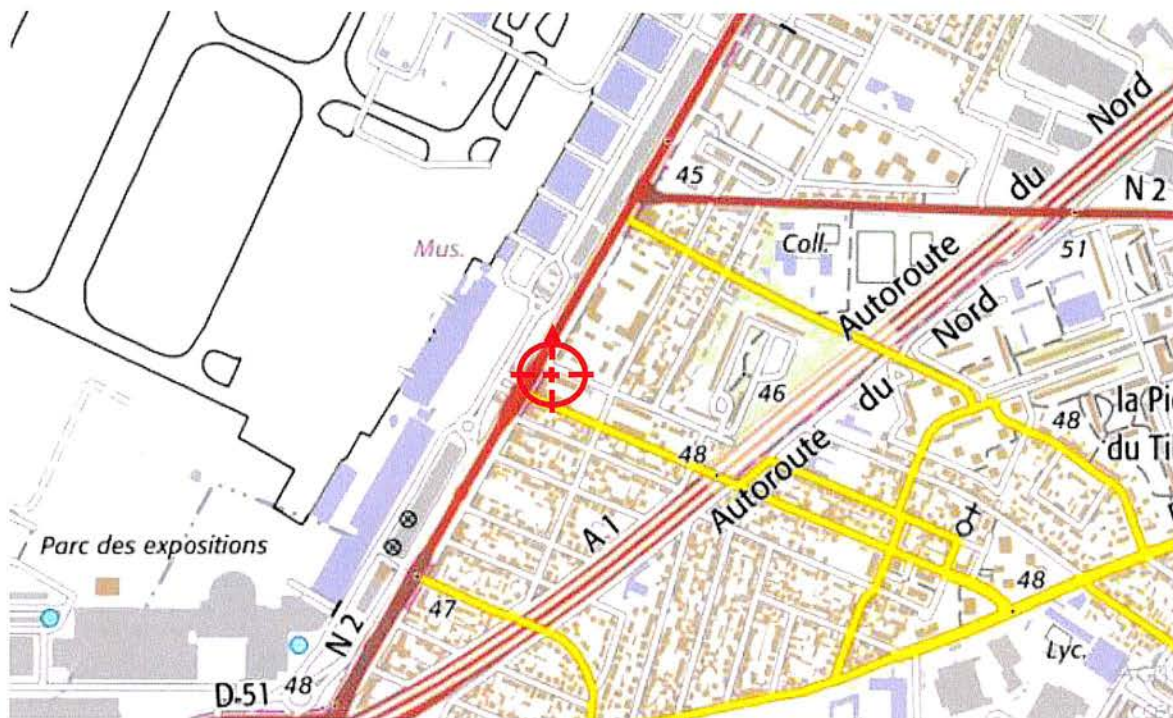 Nord
du
45
N 2
Mus.
Coll.
51
Autoroute
Nord
du
46
la Pi
du Ti
48
48
Autoroute
A 1
Parc des expositions
48
47
N 2
Lyc.
D 51
48